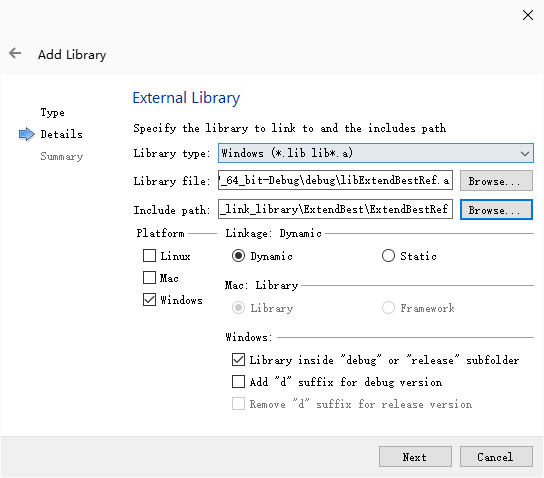 Add Library
Type
Details
Summary
External Library
Specify the library to link to and the includes path
Library type: Windows (*.lib lib*.a)
Library file: _64_bit-Debug\debug\libExtendBestRef.a Browse...
Include path: _link_library\ExtendBest\ExtendBestRef Browse...
Platform
Linux
Mac
Windows
Linkage: Dynamic
Dynamic Static
Mac: Library
Library Framework
Windows:
Library inside "debug" or "release" subfolder
Add "d" suffix for debug version
Remove "d" suffix for release version
Next Cancel